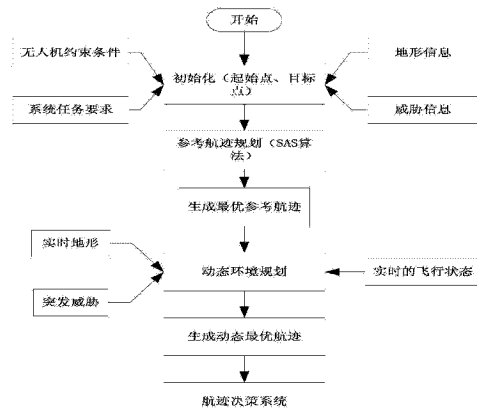 开始
无人机约束条件
地形信息
初始化（起始点、目标
点）
系统任务要求
威胁信息
参考航迹规划（SAS算
法）
生成最优参考航迹
实时地形
动态环境规划
实时的飞行状态
突发威胁
生成动态最优航迹
航迹决策系统